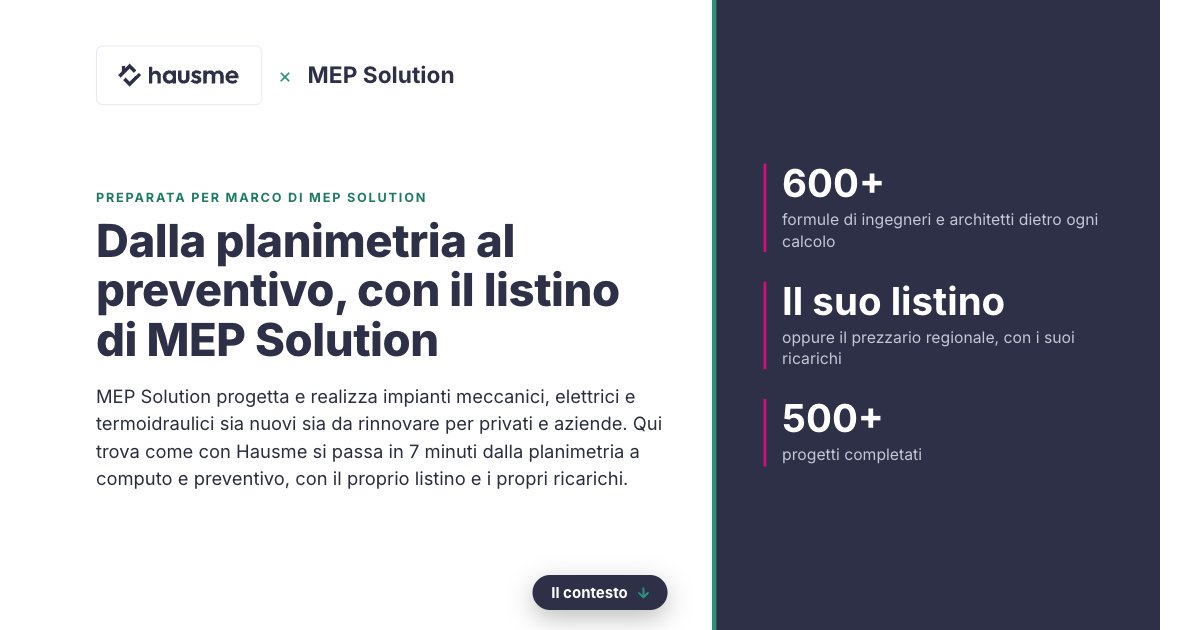 hausme × MEP Solution
PREPARATA PER MARCO DI MEP SOLUTION
Dalla planimetria al
preventivo, con il listino
di MEP Solution
MEP Solution progetta e realizza impianti meccanici, elettrici e
termoidraulici sia nuovi sia da rinnovare per privati e aziende. Qui
trova come con Hausme si passa in 7 minuti dalla planimetria a
computo e preventivo, con il proprio listino e i propri ricarichi.
Il contesto ↓
600+
formule di ingegneri e architetti dietro ogni
calcolo
Il suo listino
oppure il prezzario regionale, con i suoi
ricarichi
500+
progetti completati